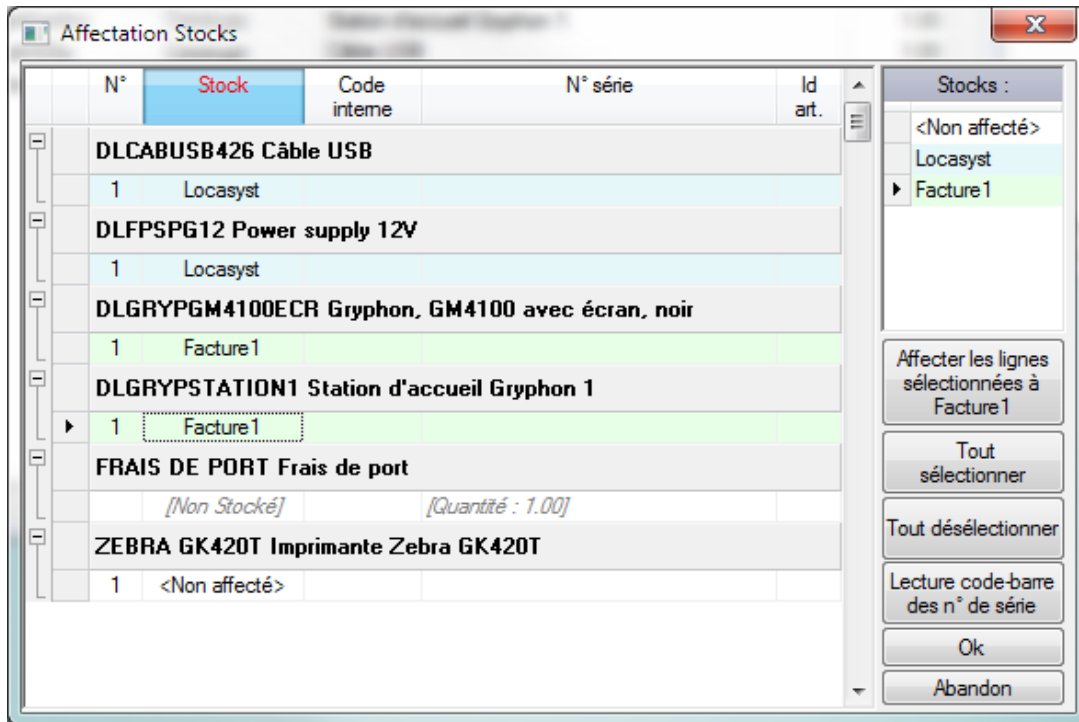 Affectation Stocks
N° Stock Code interne N° série Id art.
DLCABUSB426 Câble USB
1 Locasyst
DLFPSPG12 Power supply 12V
1 Locasyst
DLGRYPGM4100ECR Gryphon, GM4100 avec écran, noir
1 Facture1
DLGRYPSTATION1 Station d'accueil Gryphon 1
1 Facture1
FRAIS DE PORT Frais de port
[Non Stocké] [Quantité : 1.00]
ZEBRA GK420T Imprimante Zebra GK420T
1 <Non affecté>
Stocks :
<Non affecté>
Locasyst
Facture1
Affecter les lignes
sélectionnées à
Facture1
Tout
sélectionner
Tout désélectionner
Lecture code-barre
des n° de série
Ok
Abandon